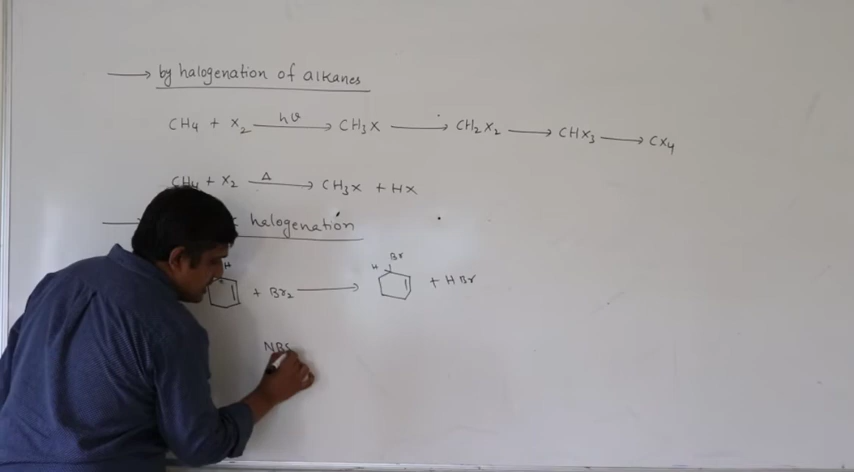 ⟶ by halogenation of alkanes
CH4 + X2 ⟶ hν CH3X ⟶ CH2X2 ⟶ CHX3 ⟶ CX4
CH4 + X2 ⟶ Δ CH3X + HX
⟶ halogenation
H + Br2 ⟶ H Br + HBr
NBS